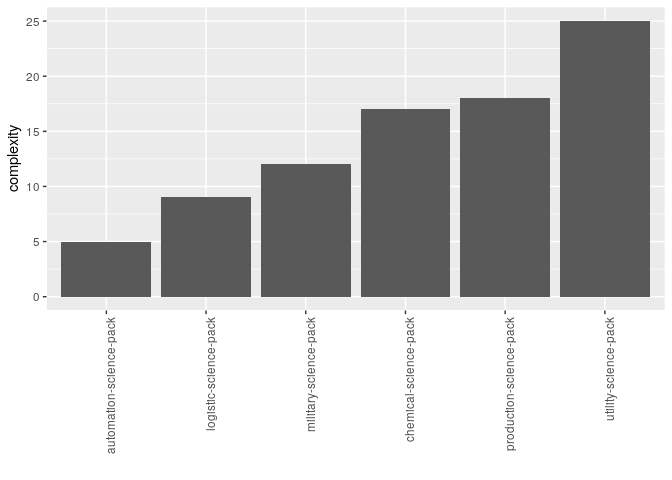 25
20
15
10
5
0
complexity
automation-science-pack
logistic-science-pack
military-science-pack
chemical-science-pack
production-science-pack
utility-science-pack